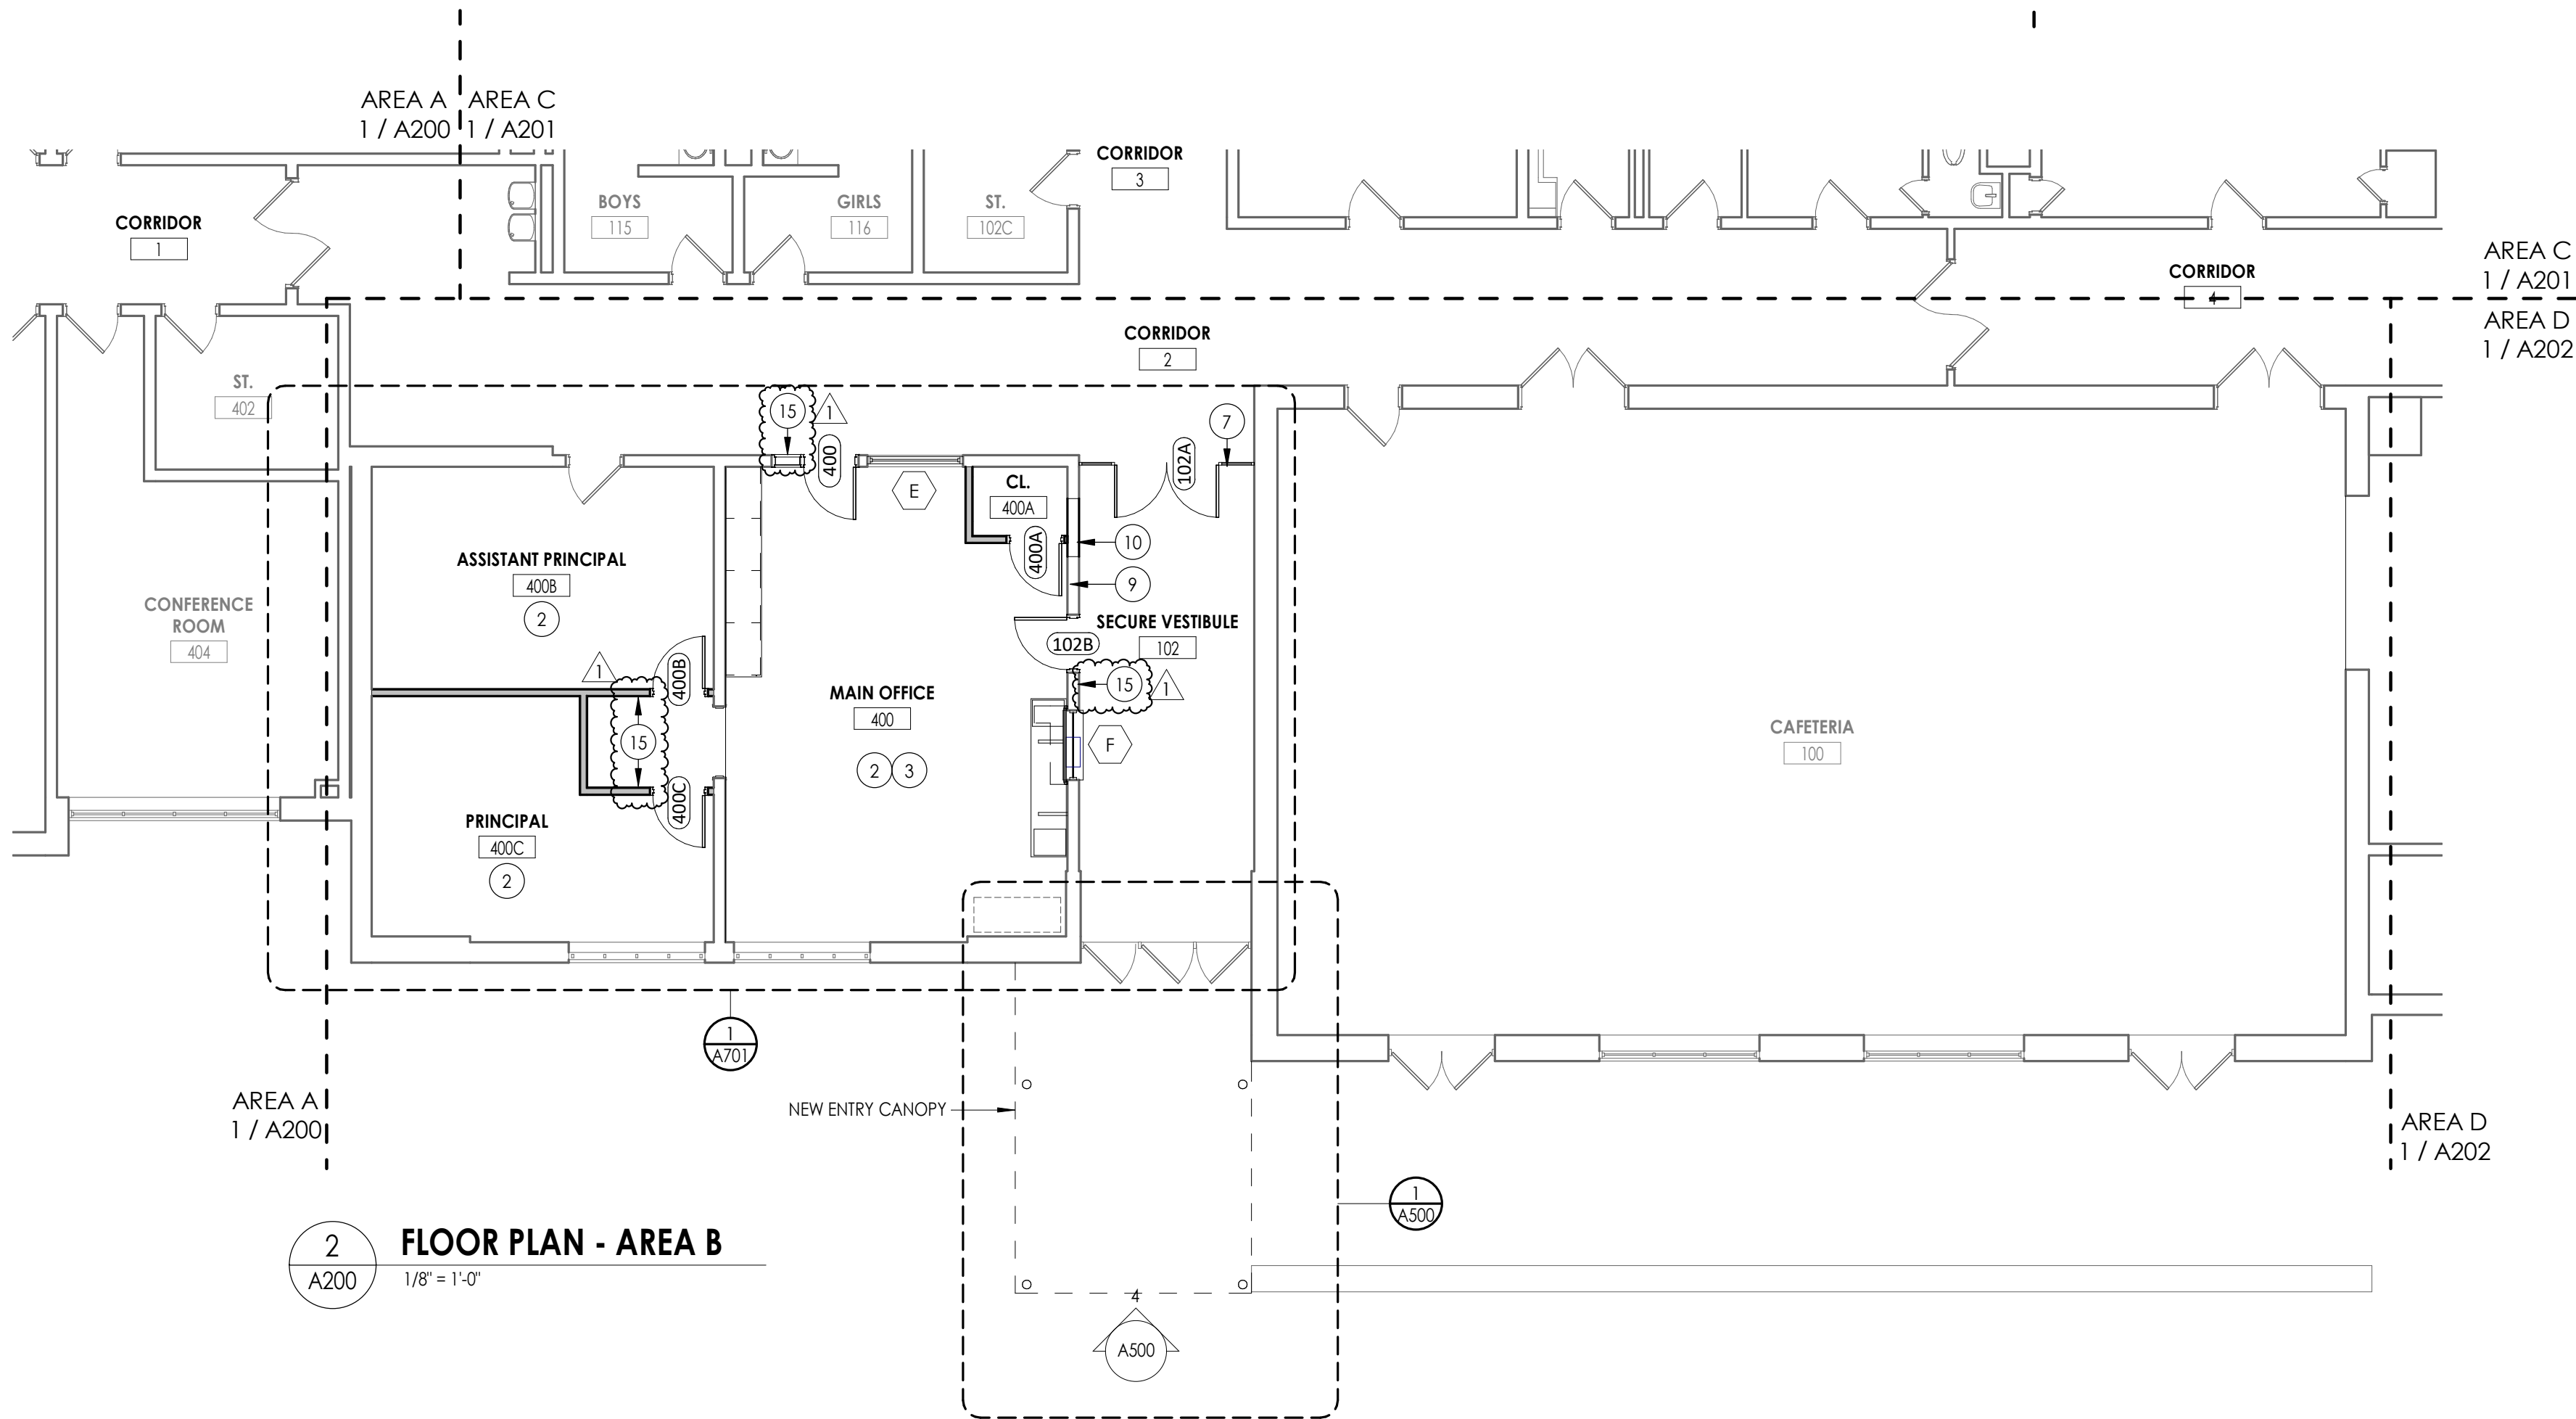 AREA A
1 / A200
AREA C
1 / A201
CORRIDOR
3
BOYS
115
GIRLS
116
ST.
102C
CORRIDOR
1
AREA C
1 / A201
CORRIDOR
4
AREA D
1 / A202
CORRIDOR
2
ST.
402
15
1
400
7
102A
E
CL.
400A
400A
10
9
ASSISTANT PRINCIPAL
400B
2
CONFERENCE
ROOM
404
SECURE VESTIBULE
102
102B
1
400B
15
1
MAIN OFFICE
400
2
3
15
F
CAFETERIA
100
400C
PRINCIPAL
400C
2
1
A701
AREA A
1 / A200
NEW ENTRY CANOPY
AREA D
1 / A202
1
A500
2
A200
FLOOR PLAN - AREA B
1/8" = 1'-0"
4
A500